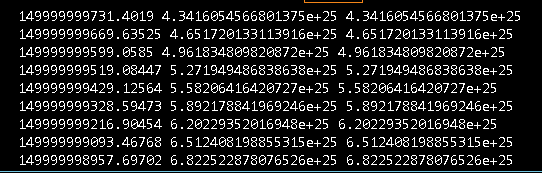 149999999731.4019 4.3416054566801375e+25 4.3416054566801375e+25
149999999669.63525 4.651720133113916e+25 4.651720133113916e+25
149999999599.0585 4.961834809820872e+25 4.961834809820872e+25
149999999519.08447 5.271949486838638e+25 5.271949486838638e+25
149999999429.12564 5.58206416420727e+25 5.58206416420727e+25
149999999328.59473 5.892178841969246e+25 5.892178841969246e+25
149999999216.90454 6.20229352016948e+25 6.20229352016948e+25
149999999093.46768 6.512408198855315e+25 6.512408198855315e+25
149999998957.69702 6.822522878076526e+25 6.822522878076526e+25